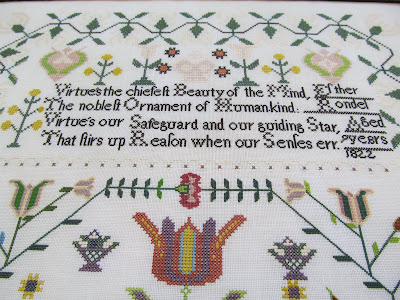 Virtues the chiefest Beauty of the Mind, Esther
The noblest Ornament of Humankind: Rondel
Virtue's our Safeguard and our guiding Star, Aged
That stirs up Reason when our Senses err. years
1822